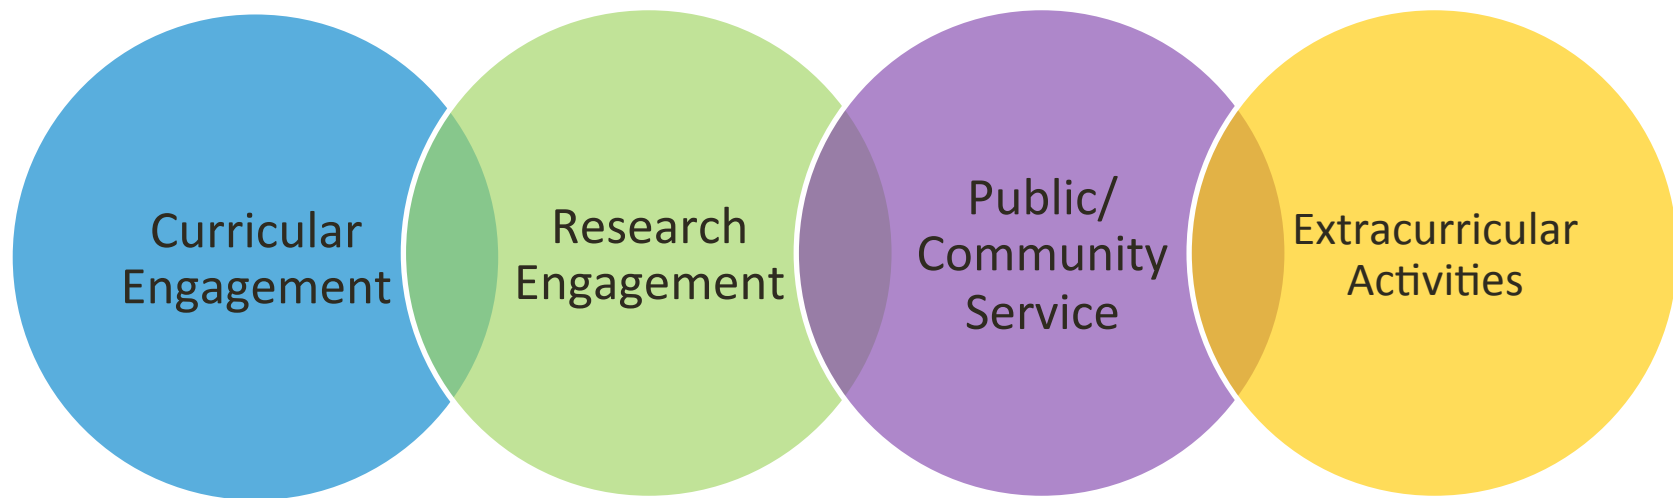 Curricular
Engagement
Research
Engagement
Public/
Community
Service
Extracurricular
Activities